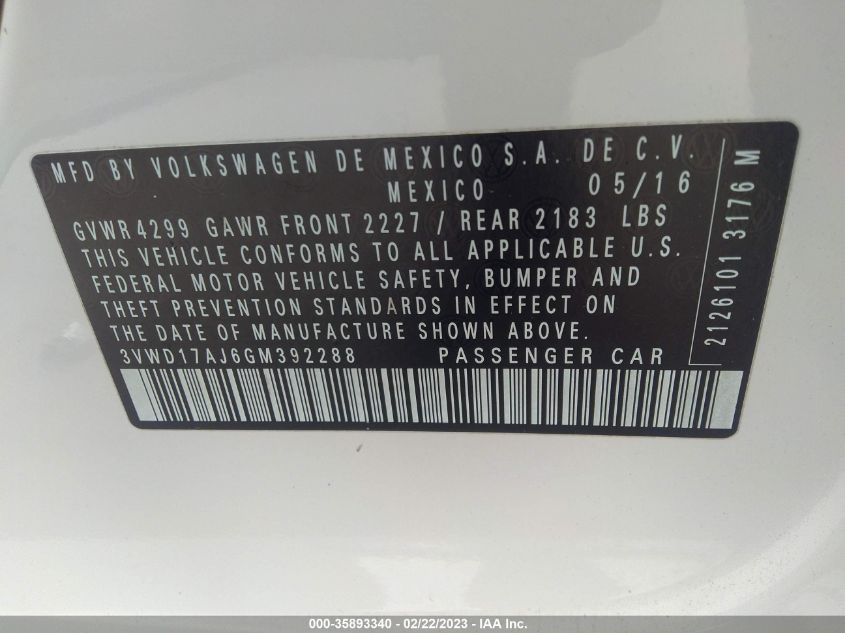 MFD BY VOLKSWAGEN DE MEXICO S.A. DE C.V.
MEXICO 05/16
GVWR 4299 GAWR FRONT 2227 / REAR 2183 LBS
THIS VEHICLE CONFORMS TO ALL APPLICABLE U.S.
FEDERAL MOTOR VEHICLE SAFETY, BUMPER AND
THEFT PREVENTION STANDARDS IN EFFECT ON
THE DATE OF MANUFACTURE SHOWN ABOVE.
3VWD17AJ6GM392288 PASSENGER CAR
2126101 3176 M
000-35893340 - 02/22/2023 - IAA Inc.